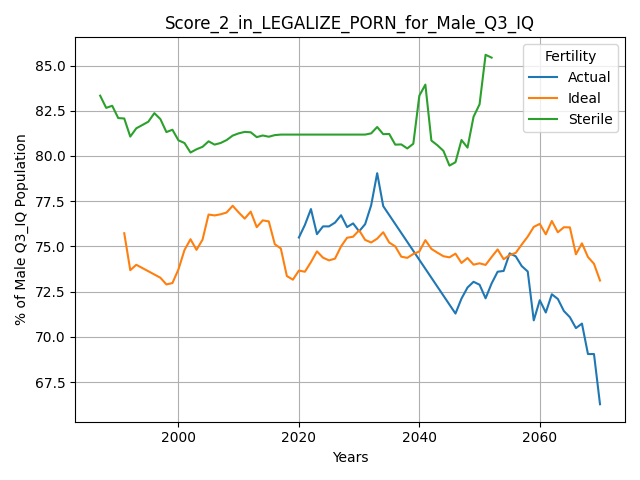 Score_2_in_LEGALIZE_PORN_for_Male_Q3_IQ
% of Male Q3_IQ Population
85.0
82.5
80.0
77.5
75.0
72.5
70.0
67.5
Fertility
Actual
Ideal
Sterile
2000
2020
2040
2060
Years